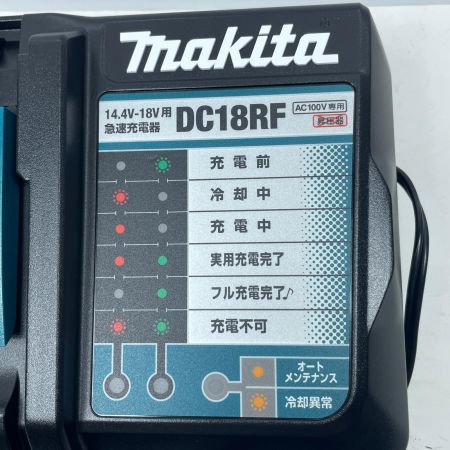 makita
14.4V-18V用
急速充電器
DC18RF
AC100V専用
昇圧器
充電前
冷却中
充電中
実用充電完了
フル充電完了♪
充電不可
オート
メンテナンス
冷却異常